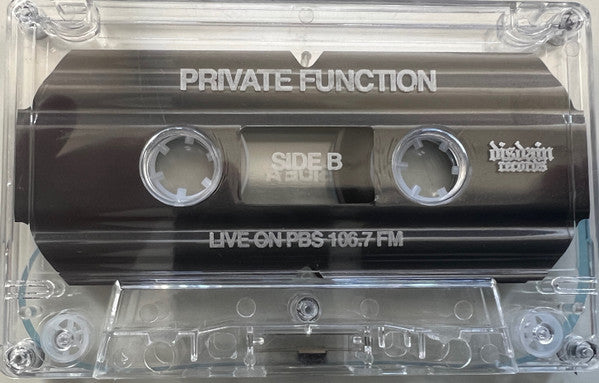 PRIVATE FUNCTION
SIDE B
disdain
records
LIVE ON PBS 106.7 FM